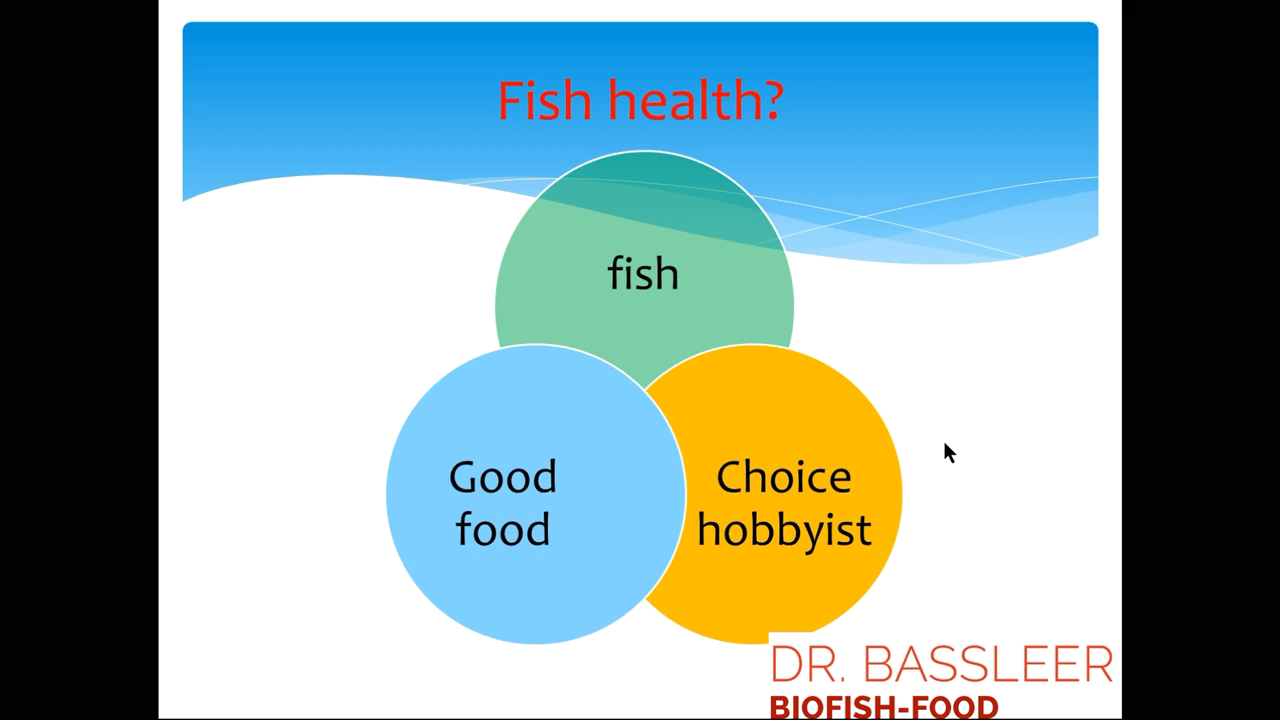 Fish health?
fish
Good
food
Choice
hobbyist
DR. BASSLEER
BIOFISH-FOOD